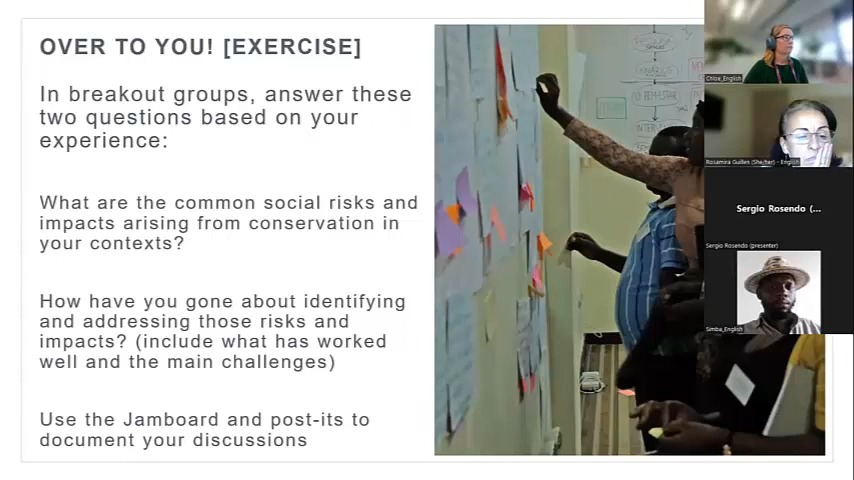 OVER TO YOU! [EXERCISE]
In breakout groups, answer these
two questions based on your
experience:
What are the common social risks and
impacts arising from conservation in
your contexts?
How have you gone about identifying
and addressing those risks and
impacts? (include what has worked
well and the main challenges)
Use the Jamboard and post-its to
document your discussions
Chloe_English
Rosamira Guillen (She/her) - English
Sergio Rosendo (...
Sergio Rosendo (presenter)
Simba_English